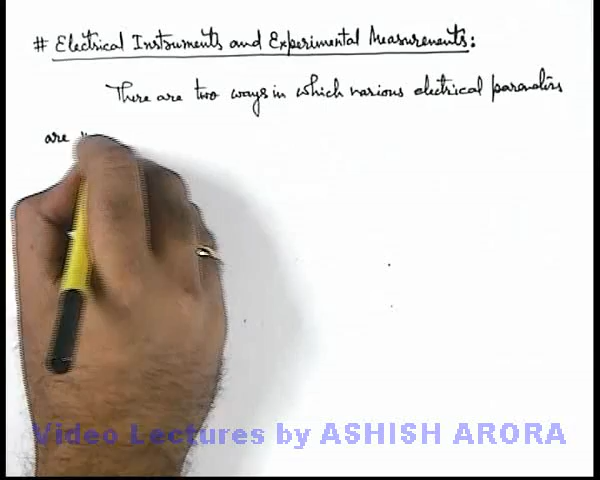 # Electrical Instruments and Experimental Measurements:
There are two ways in which various electrical parameters
are
Video Lectures by ASHISH ARORA